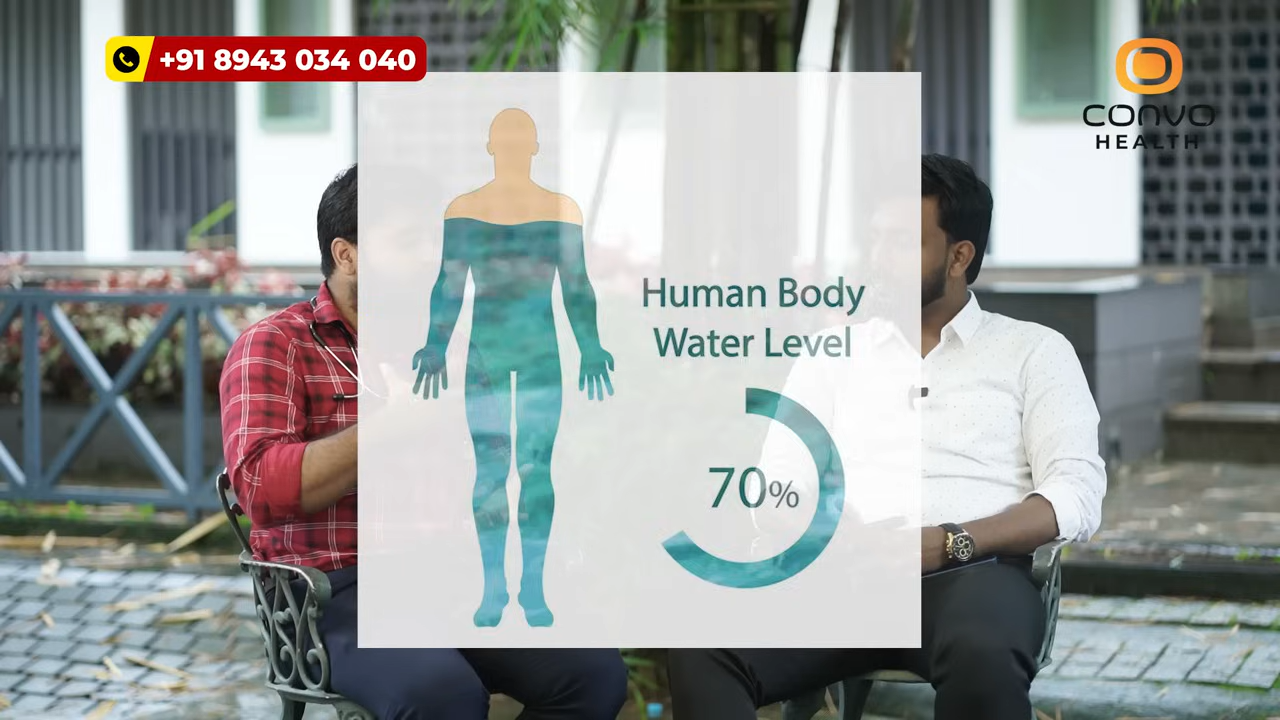 +91 8943 034 040
CONVO
HEALTH
Human Body
Water Level
70%